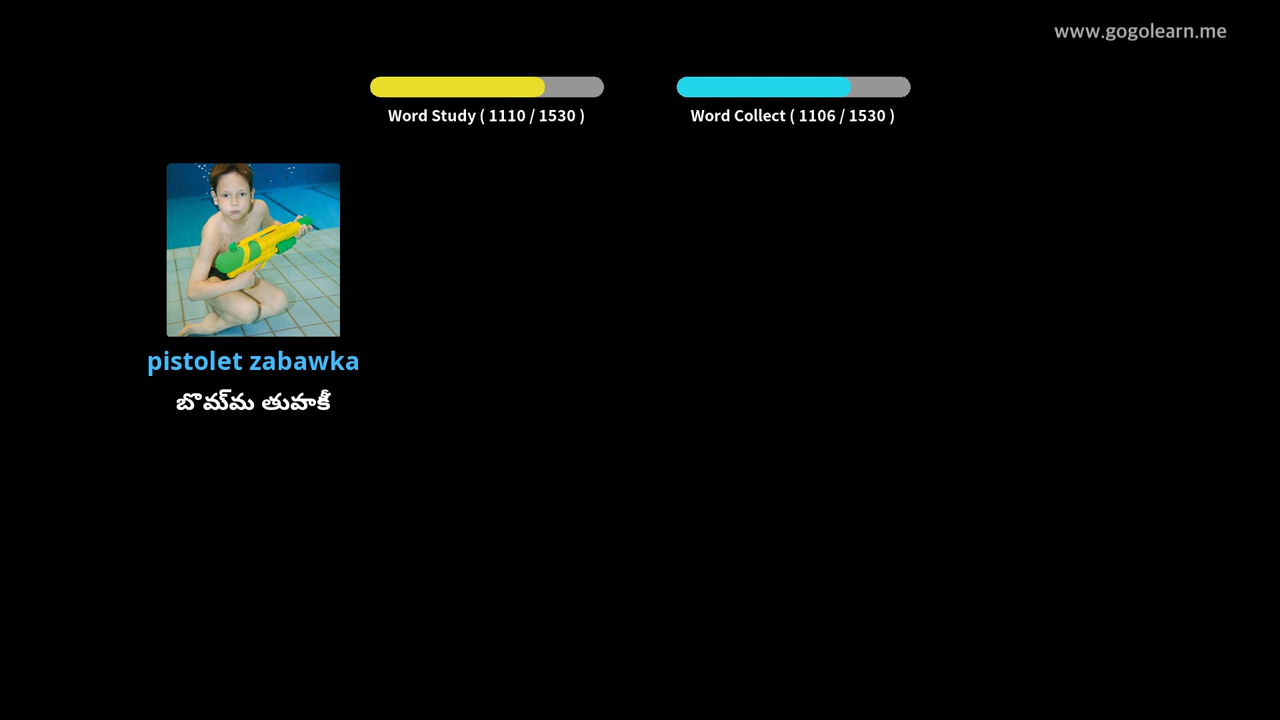 www.gogolearn.me
Word Study ( 1110 / 1530 )
Word Collect ( 1106 / 1530 )
pistolet zabawka
బొమ్మ తుపాకీ